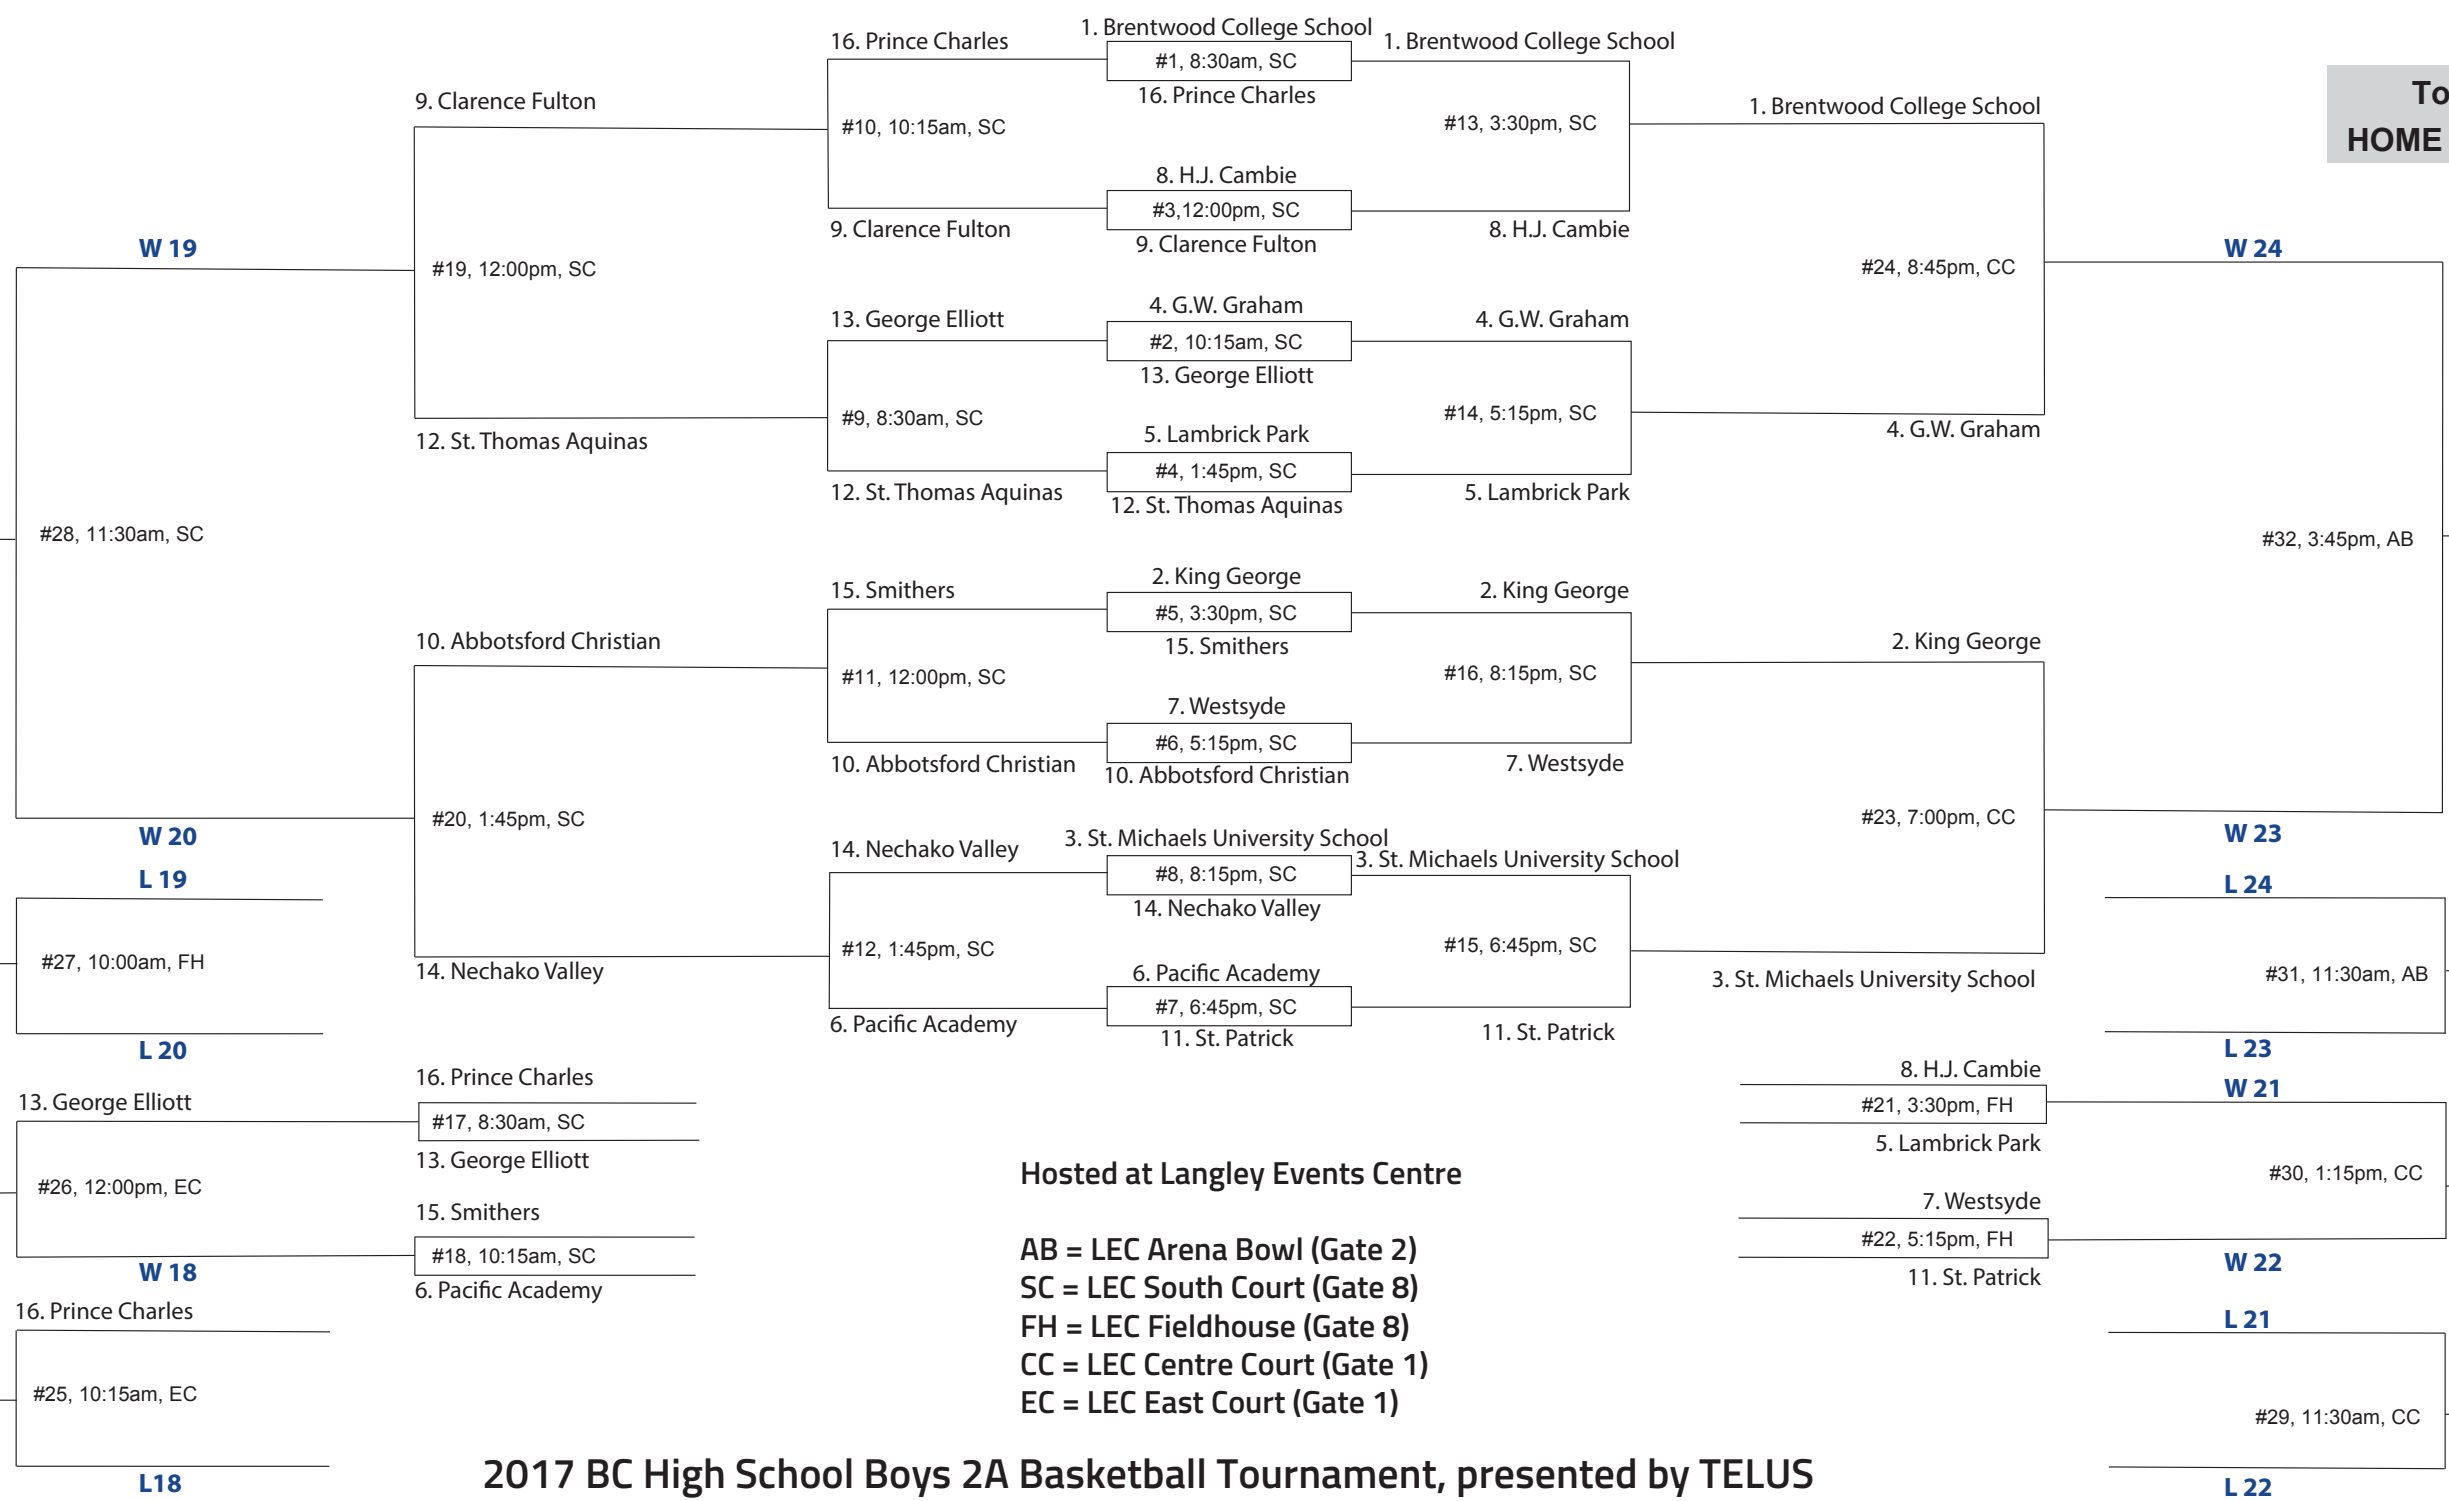 16. Prince Charles
1. Brentwood College School
1. Brentwood College School
#1, 8:30am, SC
16. Prince Charles
9. Clarence Fulton
#10, 10:15am, SC
#13, 3:30pm, SC
1. Brentwood College School
To
HOME
8. H.J. Cambie
#3,12:00pm, SC
9. Clarence Fulton
9. Clarence Fulton
8. H.J. Cambie
W 19
#19, 12:00pm, SC
#24, 8:45pm, CC
W 24
13. George Elliott
4. G.W. Graham
4. G.W. Graham
#2, 10:15am, SC
13. George Elliott
#9, 8:30am, SC
#14, 5:15pm, SC
12. St. Thomas Aquinas
5. Lambrick Park
4. G.W. Graham
#4, 1:45pm, SC
12. St. Thomas Aquinas
12. St. Thomas Aquinas
5. Lambrick Park
#28, 11:30am, SC
#32, 3:45pm, AB
15. Smithers
2. King George
2. King George
#5, 3:30pm, SC
15. Smithers
10. Abbotsford Christian
2. King George
#11, 12:00pm, SC
#16, 8:15pm, SC
7. Westsyde
#6, 5:15pm, SC
10. Abbotsford Christian
10. Abbotsford Christian
7. Westsyde
#20, 1:45pm, SC
#23, 7:00pm, CC
W 20
W 23
14. Nechako Valley
3. St. Michaels University School
3. St. Michaels University School
#8, 8:15pm, SC
14. Nechako Valley
L 19
L 24
#12, 1:45pm, SC
#15, 6:45pm, SC
#27, 10:00am, FH
14. Nechako Valley
6. Pacific Academy
3. St. Michaels University School
#31, 11:30am, AB
#7, 6:45pm, SC
6. Pacific Academy
11. St. Patrick
11. St. Patrick
L 20
L 23
16. Prince Charles
8. H.J. Cambie
13. George Elliott
#17, 8:30am, SC
#21, 3:30pm, FH
W 21
13. George Elliott
5. Lambrick Park
#26, 12:00pm, EC
#30, 1:15pm, CC
15. Smithers
7. Westsyde
#18, 10:15am, SC
#22, 5:15pm, FH
W 18
6. Pacific Academy
11. St. Patrick
W 22
16. Prince Charles
L 21
#25, 10:15am, EC
#29, 11:30am, CC
L18
L 22
Hosted at Langley Events Centre
AB = LEC Arena Bowl (Gate 2)
SC = LEC South Court (Gate 8)
FH = LEC Fieldhouse (Gate 8)
CC = LEC Centre Court (Gate 1)
EC = LEC East Court (Gate 1)
2017 BC High School Boys 2A Basketball Tournament, presented by TELUS